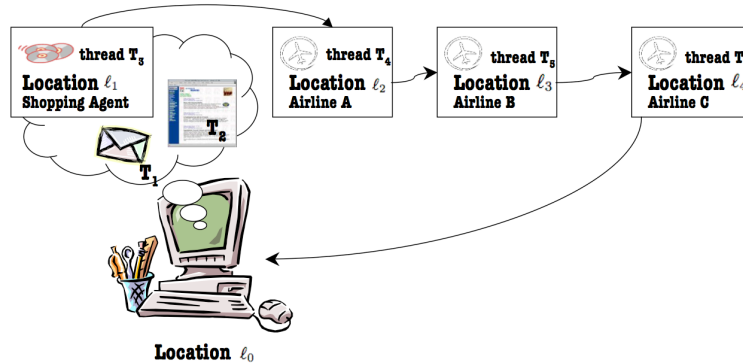 thread T₃
Location ℓ₁
Shopping Agent
thread T₄
Location ℓ₂
Airline A
thread T₅
Location ℓ₃
Airline B
thread T
Location ℓ₄
Airline C
T₂
T₁
Location ℓ₀